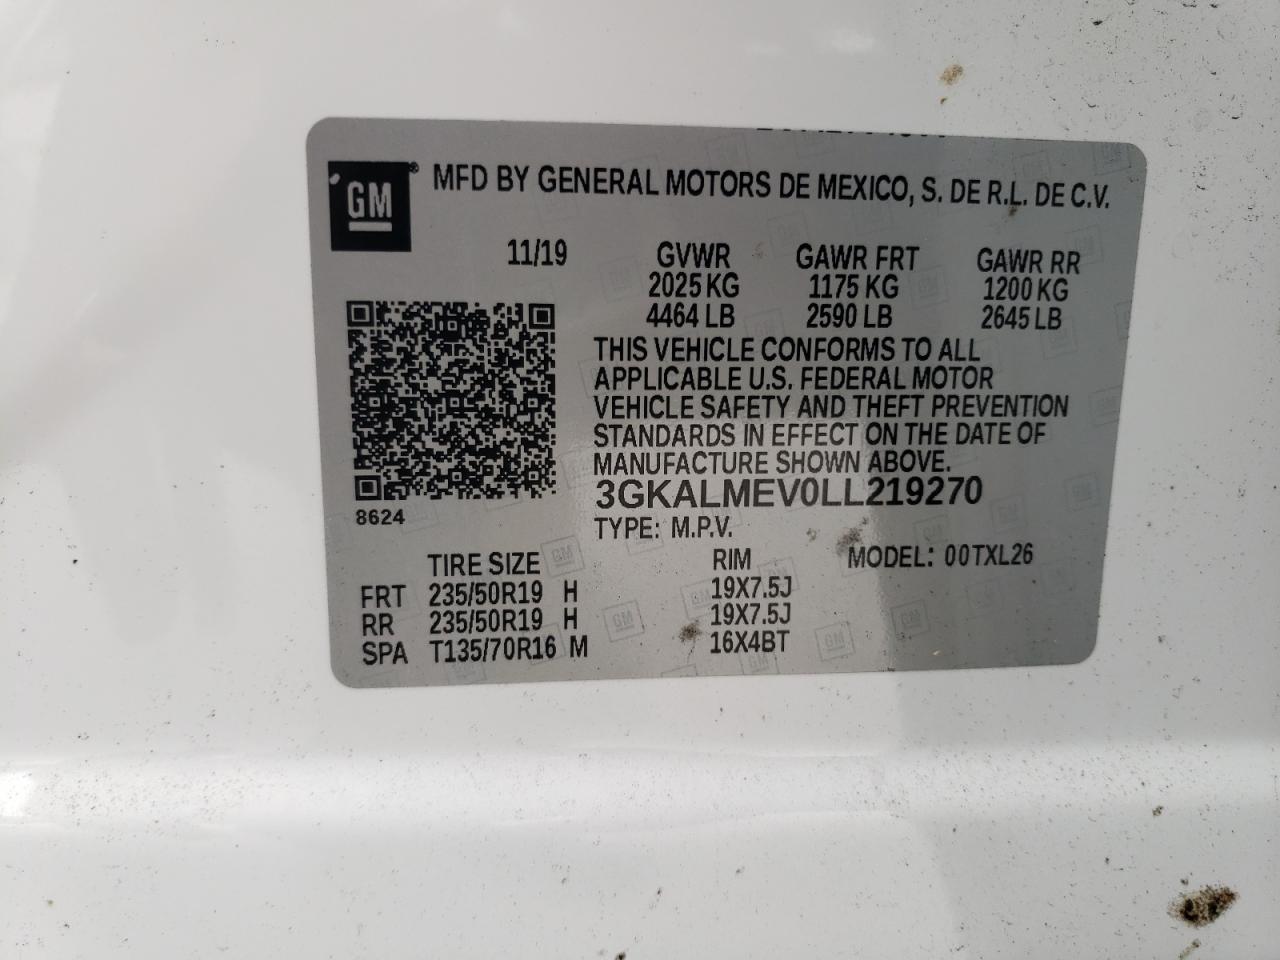 GM
MFD BY GENERAL MOTORS DE MEXICO, S. DE R.L. DE C.V.
11/19 GVWR GAWR FRT GAWR RR
2025 KG 1175 KG 1200 KG
4464 LB 2590 LB 2645 LB
THIS VEHICLE CONFORMS TO ALL
APPLICABLE U.S. FEDERAL MOTOR
VEHICLE SAFETY AND THEFT PREVENTION
STANDARDS IN EFFECT ON THE DATE OF
MANUFACTURE SHOWN ABOVE.
3GKALMEV0LL219270
8624
TYPE: M.P.V.
TIRE SIZE RIM MODEL: 00TXL26
FRT 235/50R19 H 19X7.5J
RR 235/50R19 H 19X7.5J
SPA T135/70R16 M 16X4BT